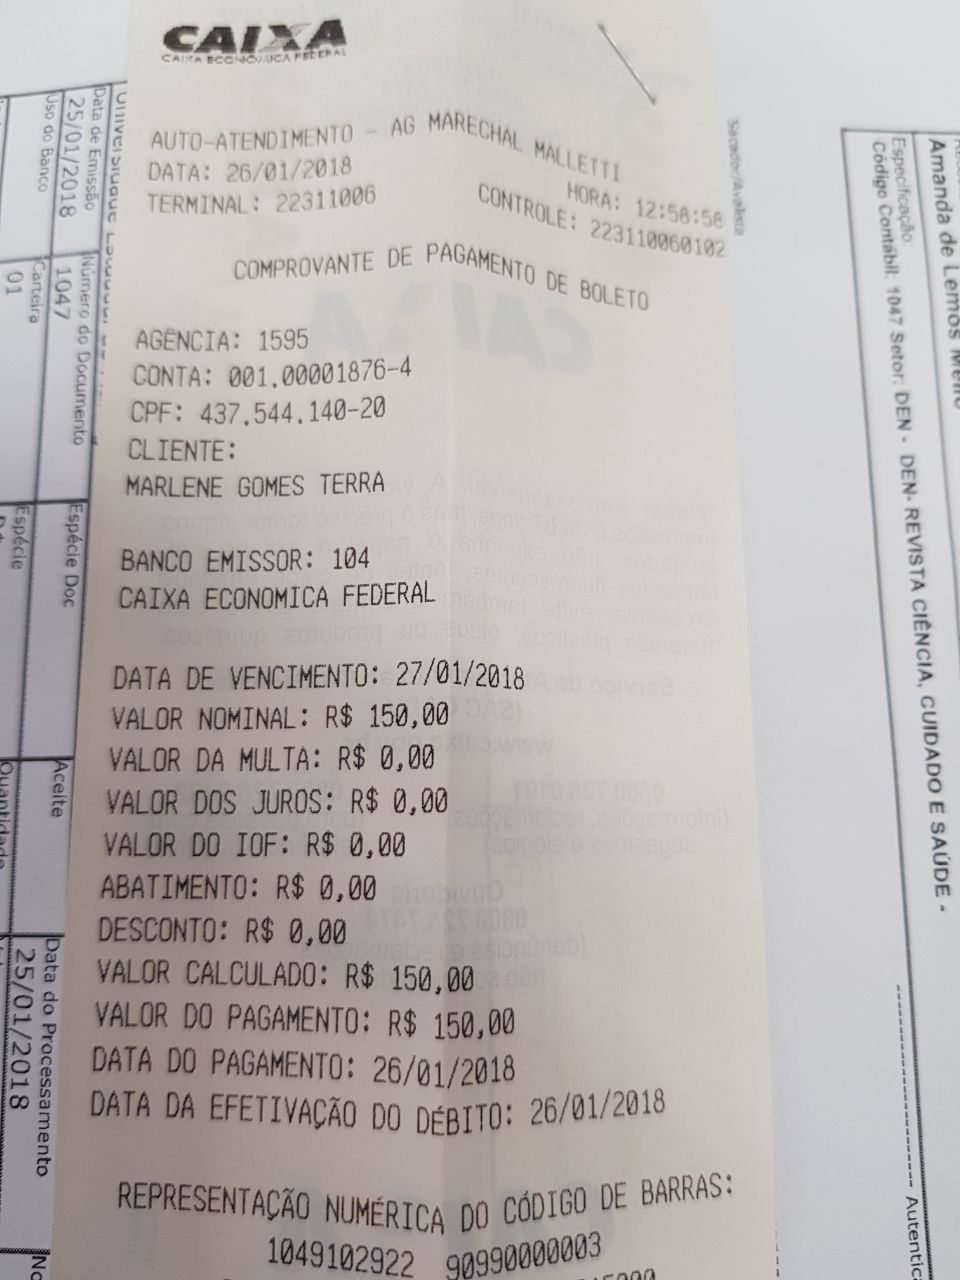 CAIXA
CAIXA ECONOMICA FEDERAL
AUTO-ATENDIMENTO - AG MARECHAL MALLETTI
DATA: 26/01/2018 HORA: 12:58:58
TERMINAL: 22311006 CONTROLE: 223110060102
COMPROVANTE DE PAGAMENTO DE BOLETO
AGÊNCIA: 1595
CONTA: 001.00001876-4
CPF: 437.544.140-20
CLIENTE:
MARLENE GOMES TERRA
BANCO EMISSOR: 104
CAIXA ECONOMICA FEDERAL
DATA DE VENCIMENTO: 27/01/2018
VALOR NOMINAL: R$ 150,00
VALOR DA MULTA: R$ 0,00
VALOR DOS JUROS: R$ 0,00
VALOR DO IOF: R$ 0,00
ABATIMENTO: R$ 0,00
DESCONTO: R$ 0,00
VALOR CALCULADO: R$ 150,00
VALOR DO PAGAMENTO: R$ 150,00
DATA DO PAGAMENTO: 26/01/2018
DATA DA EFETIVAÇÃO DO DÉBITO: 26/01/2018
REPRESENTAÇÃO NUMÉRICA DO CÓDIGO DE BARRAS:
1049102922 90990000003
Universidade Estadual
Data de Emissão
25/01/2018
Número do Documento
1047
Espécie Doc
Aceite
Data do Processamento
25/01/2018
Uso do Banco
Carteira
01
Espécie
Quantidade
Sacador/Avalista
Amanda de Lemos
Especificação:
Código Contábil: 1047 Setor: DEN - DEN- REVISTA CIÊNCIA, CUIDADO E SAÚDE -